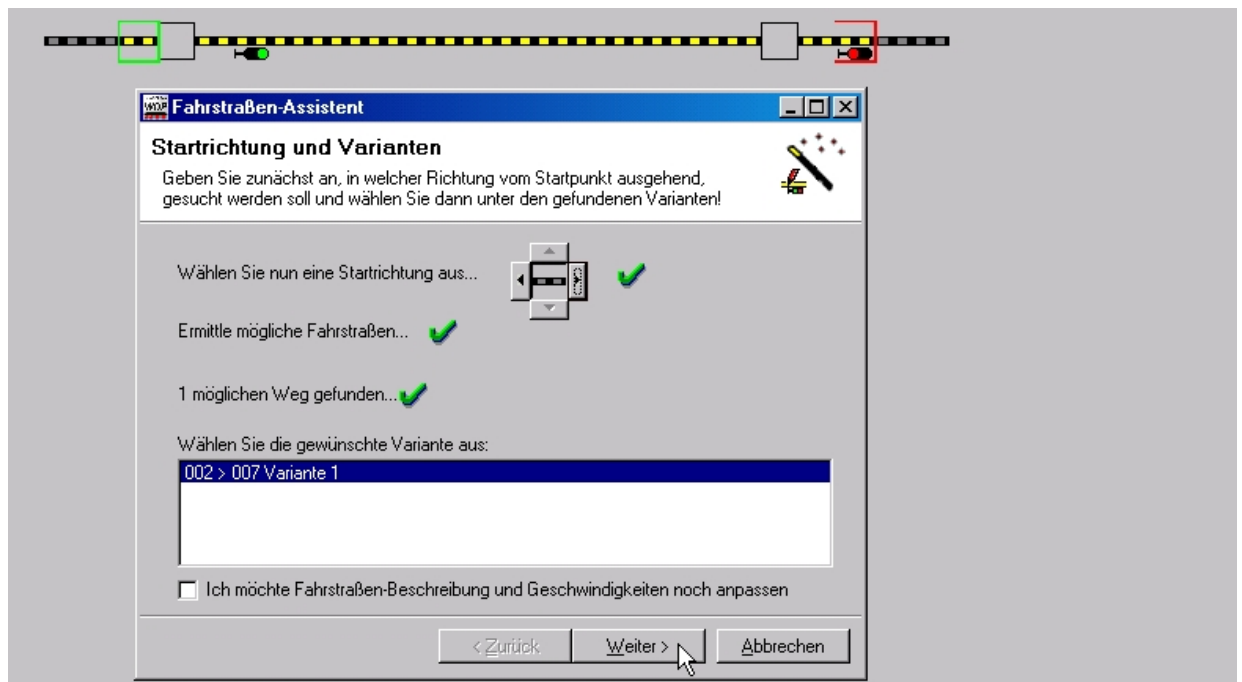 Fahrstraßen-Assistent
Startrichtung und Varianten
Geben Sie zunächst an, in welcher Richtung vom Startpunkt ausgehend,
gesucht werden soll und wählen Sie dann unter den gefundenen Varianten!
Wählen Sie nun eine Startrichtung aus...
Ermittle mögliche Fahrstraßen...
1 möglichen Weg gefunden...
Wählen Sie die gewünschte Variante aus:
002 > 007 Variante 1
Ich möchte Fahrstraßen-Beschreibung und Geschwindigkeiten noch anpassen
< Zurück
Weiter >
Abbrechen